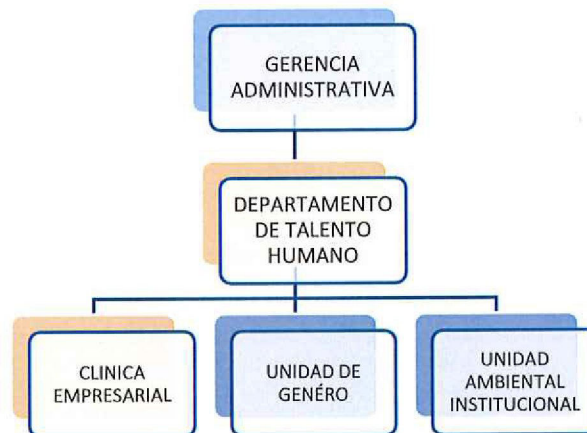 GERENCIA
ADMINISTRATIVA
DEPARTAMENTO
DE TALENTO
HUMANO
CLINICA
EMPRESARIAL
UNIDAD DE
GENÉRO
UNIDAD
AMBIENTAL
INSTITUCIONAL